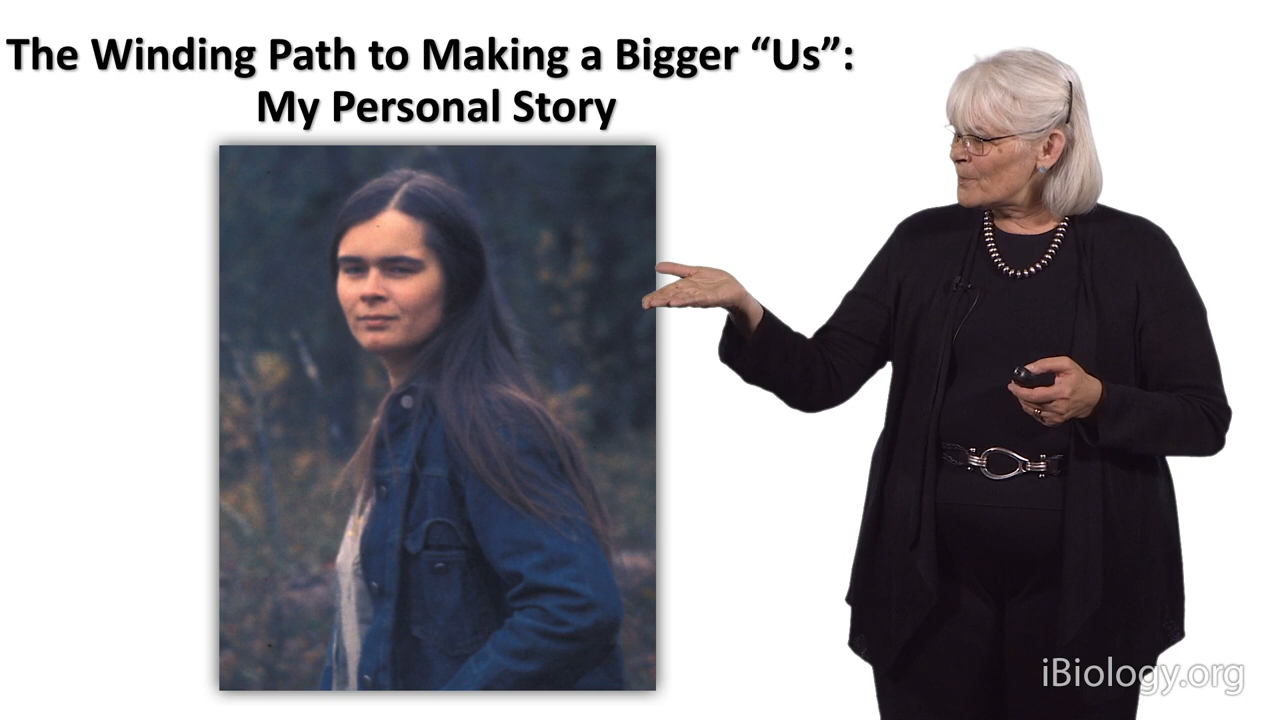 The Winding Path to Making a Bigger “Us”:
My Personal Story
iBiology.org